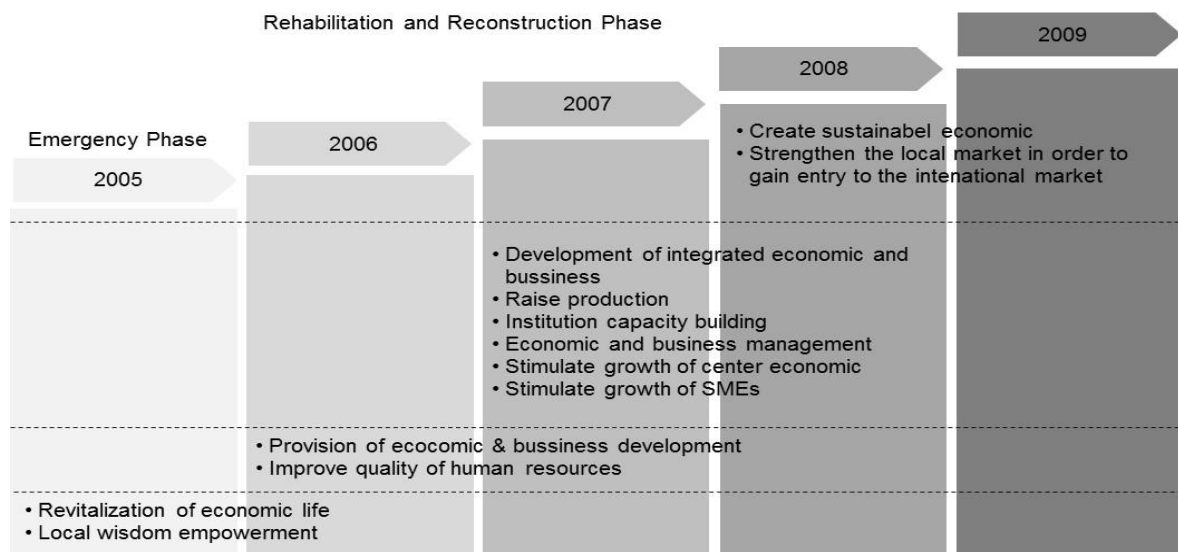 Rehabilitation and Reconstruction Phase
2009
2008
2007
Emergency Phase
2006
2005
• Create sustainabel economic
• Strengthen the local market in order to
gain entry to the intenational market
• Development of integrated economic and
bussiness
• Raise production
• Institution capacity building
• Economic and business management
• Stimulate growth of center economic
• Stimulate growth of SMEs
• Provision of ecocomic & bussiness development
• Improve quality of human resources
• Revitalization of economic life
• Local wisdom empowerment